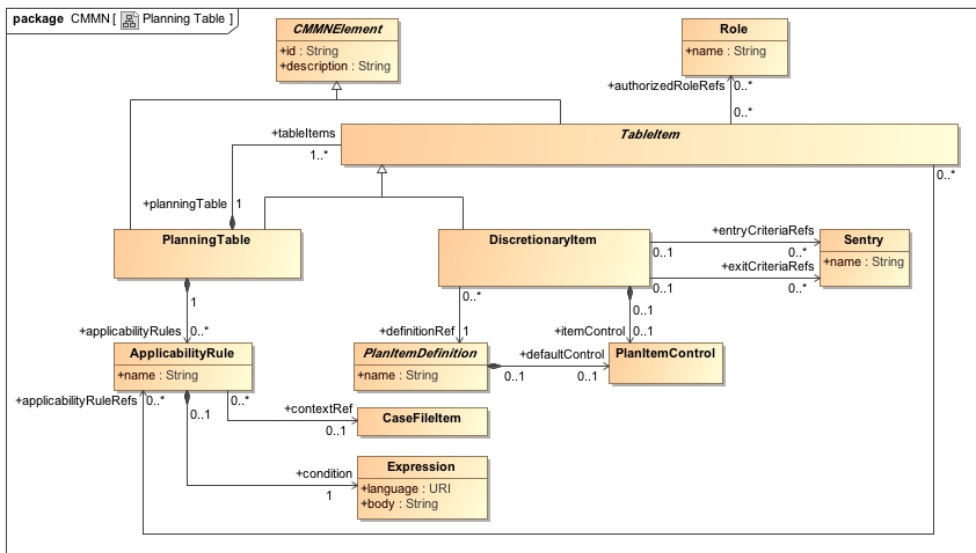 package CMMN [ Planning Table ]
CMMNElement
+id : String
+description : String
Role
+name : String
+authorizedRoleRefs 0..*
0..*
+tableItems
1..*
TableItem
0..*
+planningTable 1
PlanningTable
DiscretionaryItem
+entryCriteriaRefs
0..1 0..*
+exitCriteriaRefs
0..1 0..*
Sentry
+name : String
1
+applicabilityRules 0..*
0..*
+definitionRef 1
0..1
+itemControl 0..1
ApplicabilityRule
+name : String
PlanItemDefinition
+name : String
+defaultControl
0..1 0..1
PlanItemControl
+applicabilityRuleRefs 0..*
0..1
0..*
+contextRef
0..1
CaseFileItem
+condition
1
Expression
+language : URI
+body : String